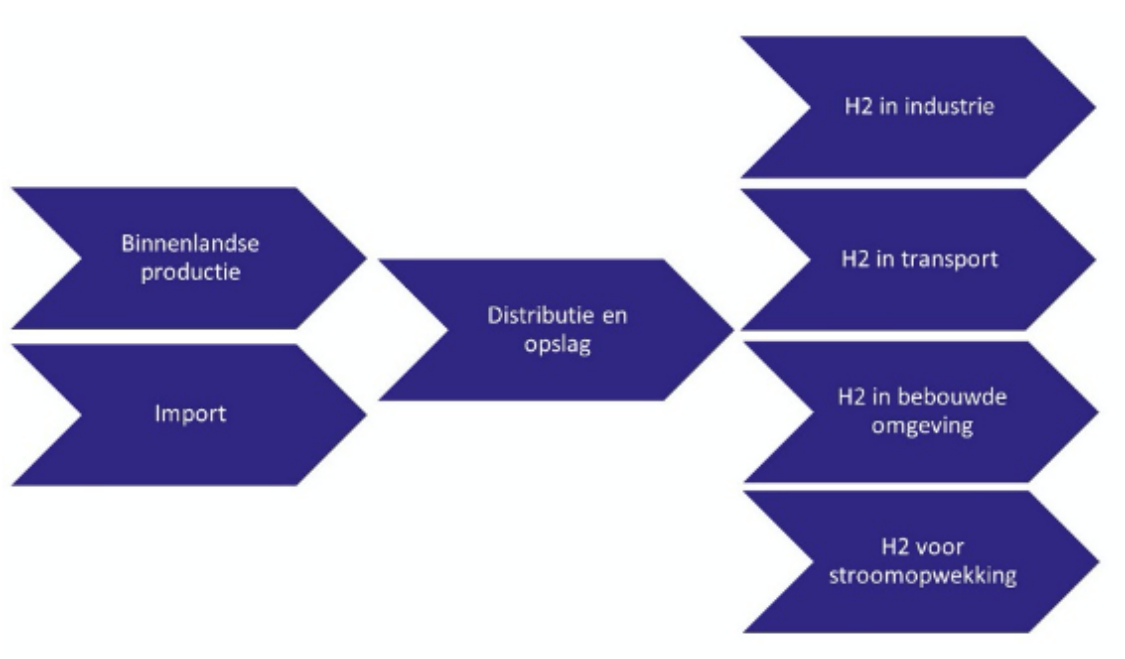 Binnenlandse
productie
Import
Distributie en
opslag
H2 in industrie
H2 in transport
H2 in bebouwde
omgeving
H2 voor
stroomopwekking